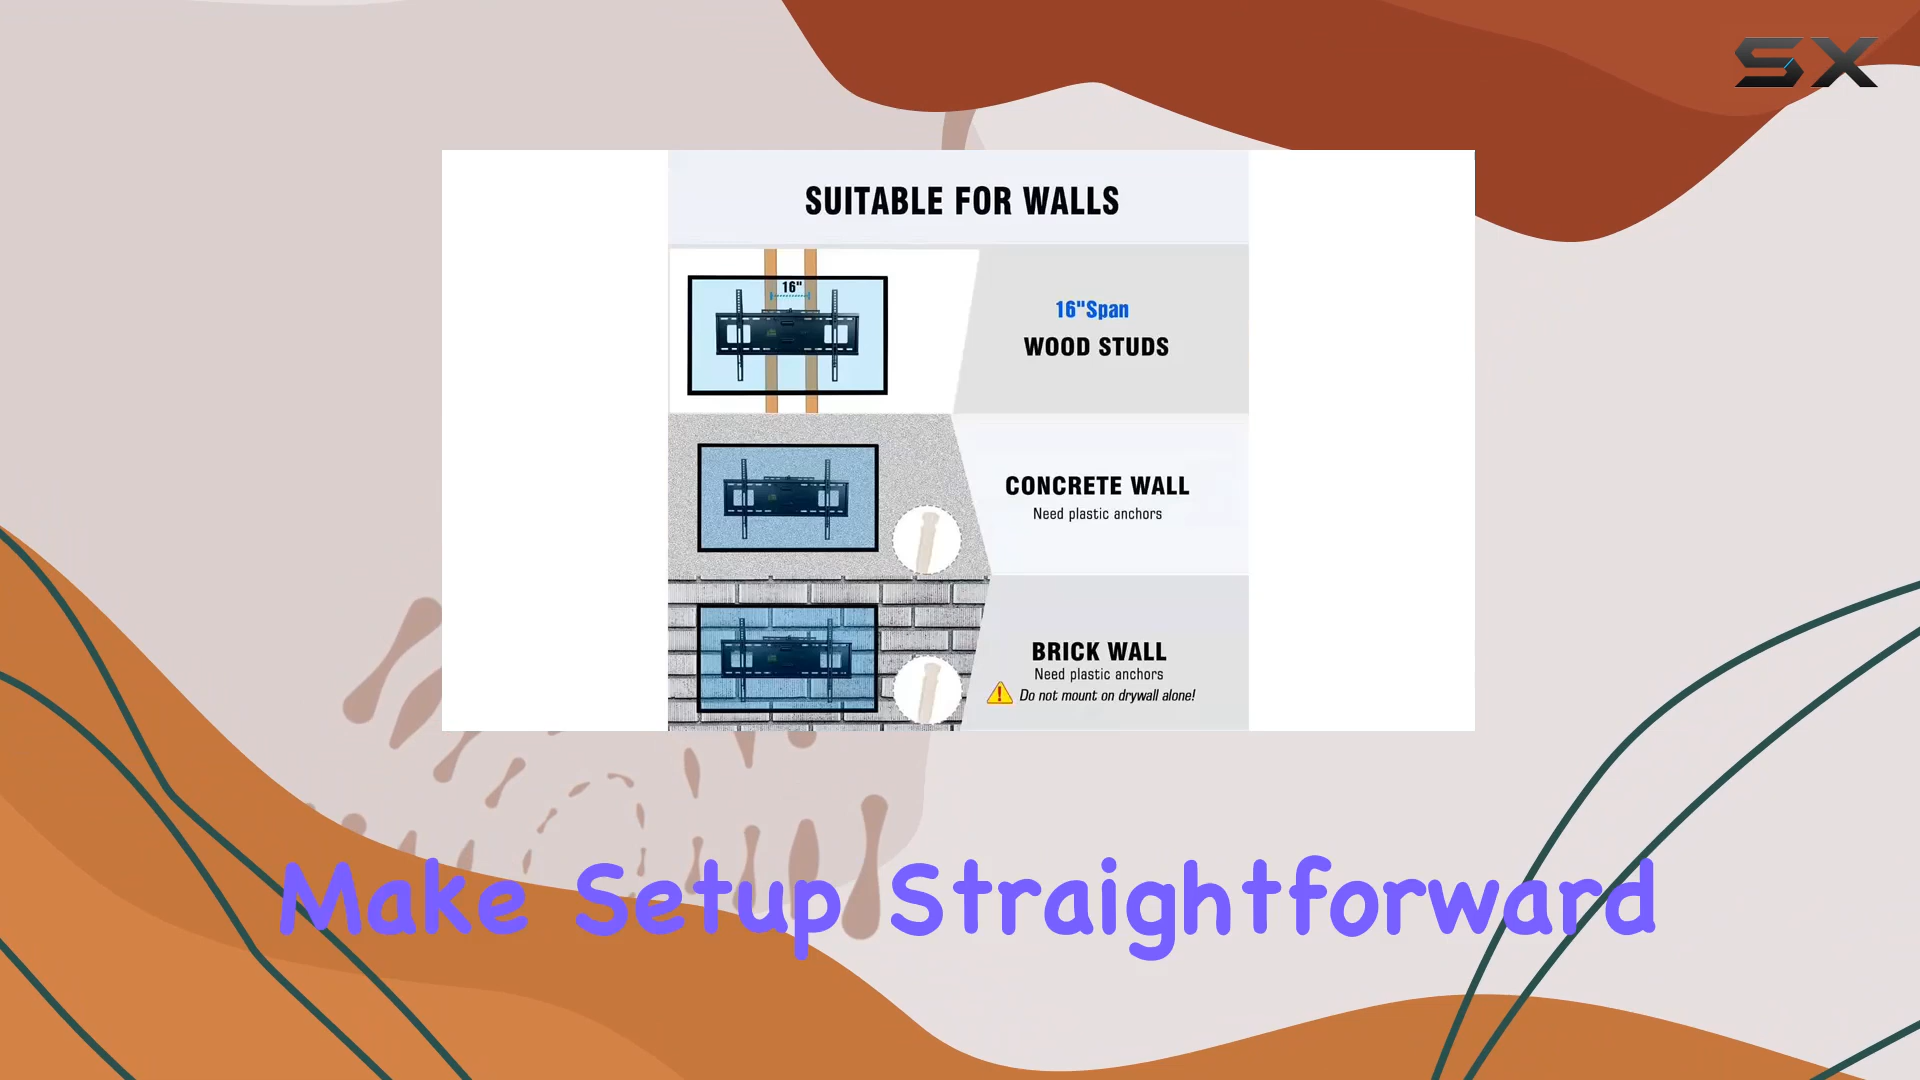 SX
SUITABLE FOR WALLS
16"
16"Span
WOOD STUDS
CONCRETE WALL
Need plastic anchors
BRICK WALL
Need plastic anchors
Do not mount on drywall alone!
Make Setup Straightforward